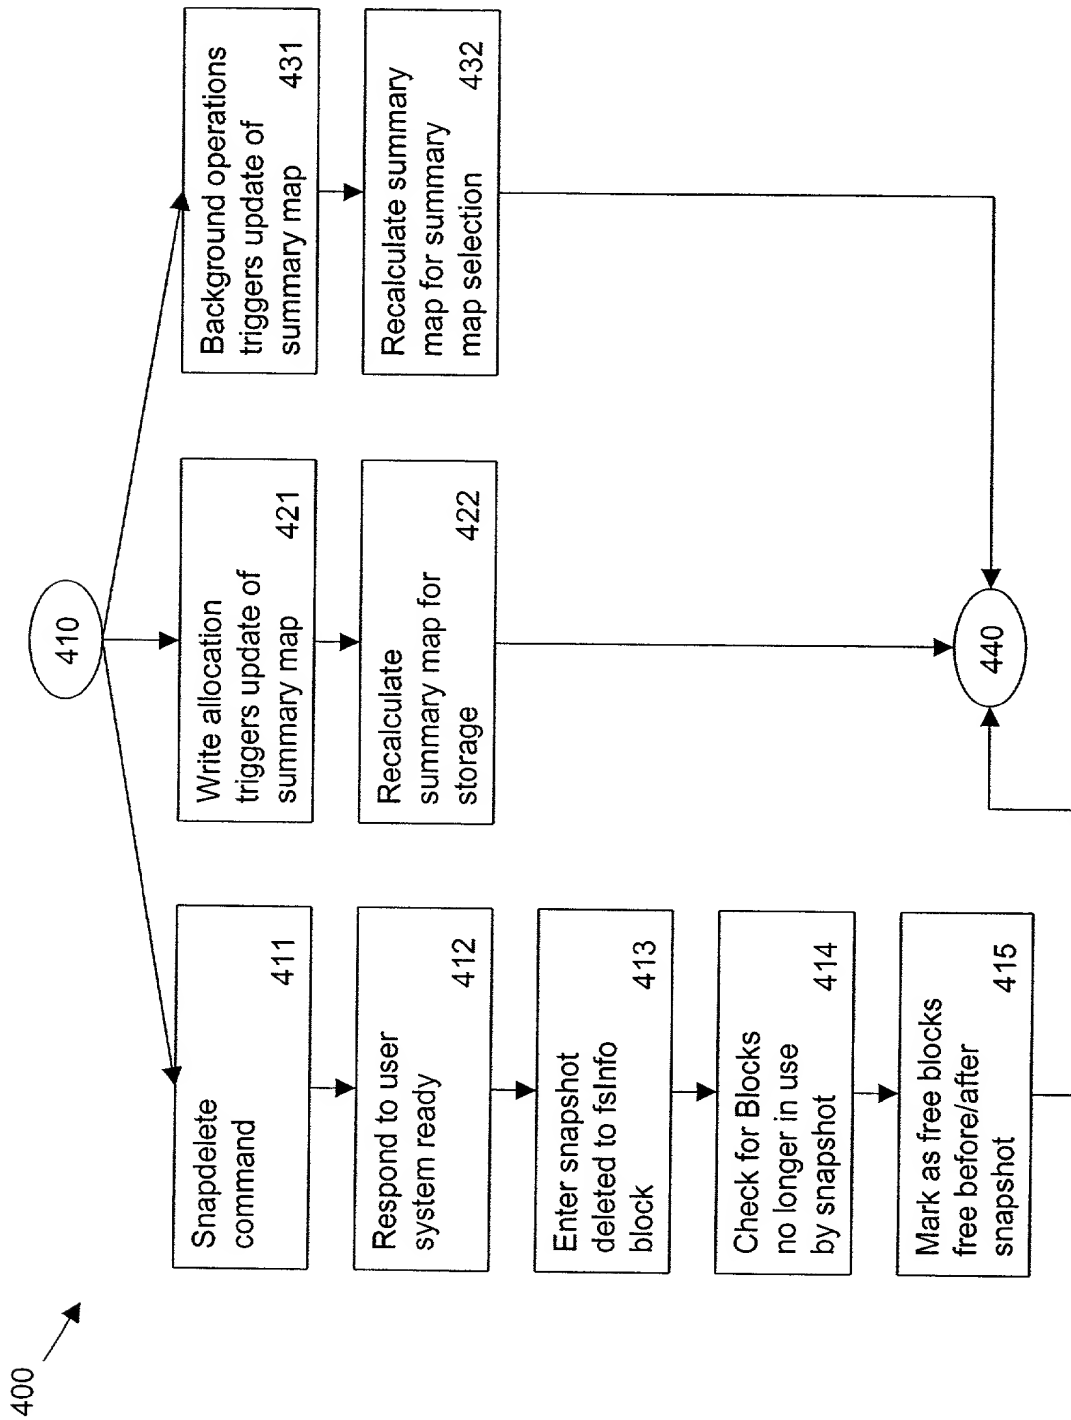 400
410
Snapdelete
command
411
Respond to user
system ready
412
Enter snapshot
deleted to fsInfo
block
413
Check for Blocks
no longer in use
by snapshot
414
Mark as free blocks
free before/after
snapshot
415
Write allocation
triggers update of
summary map
421
Recalculate
summary map for
storage
422
Background operations
triggers update of
summary map
431
Recalculate summary
map for summary
map selection
432
440